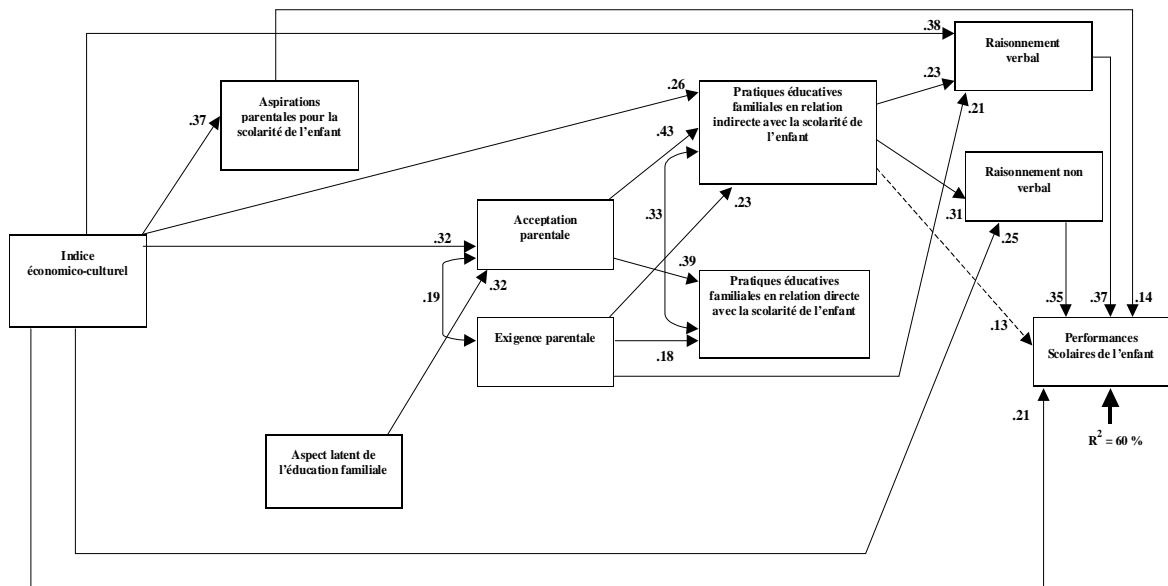 .38
Raisonnement
verbal
.23
.21
Aspirations
parentales pour la
scolarité de l'enfant
.37
.26
Pratiques éducatives
familiales en relation
indirecte avec la scolarité de
l'enfant
.43
.33
.23
Raisonnement non
verbal
.31
.25
Indice
économico-culturel
.32
Acceptation
parentale
.19
.32
.39
Pratiques éducatives
familiales en relation directe
avec la scolarité de l'enfant
Exigence parentale
.18
.35
.37
.14
.13
Performances
Scolaires de l'enfant
.21
R² = 60 %
Aspect latent de
l'éducation familiale